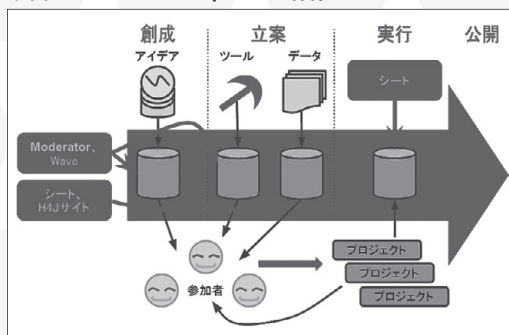 創成 立案 実行 公開
アイデア ツール データ
シート
Moderator、
Wave
シート、
H4Jサイト
参加者
プロジェクト
プロジェクト
プロジェクト